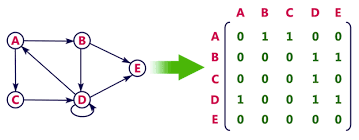 A B E
C D
A B C D E
A 0 1 1 0 0
B 0 0 0 1 1
C 0 0 0 1 0
D 1 0 0 1 1
E 0 0 0 0 0